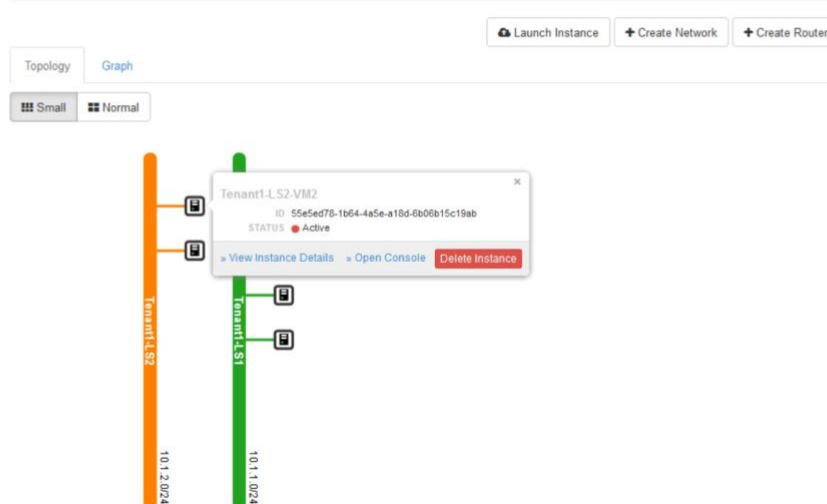 Launch Instance
+ Create Network
+ Create Router
Topology
Graph
Small
Normal
Tenant1-LS2-VM2
×
ID 55e5ed78-1b64-4a5e-a18d-6b06b15c19ab
STATUS Active
» View Instance Details
» Open Console
Delete Instance
Tenant1-LS2
Tenant1-LS1
10.1.2.0/24
10.1.1.0/24